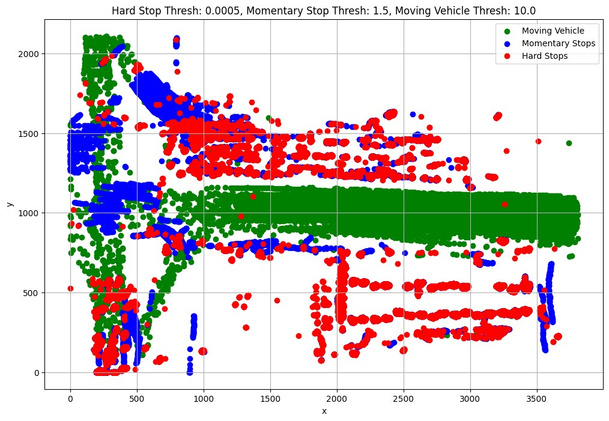 Hard Stop Thresh: 0.0005, Momentary Stop Thresh: 1.5, Moving Vehicle Thresh: 10.0
Moving Vehicle
Momentary Stops
Hard Stops
2000
1500
1000
500
0
y
0 500 1000 1500 2000 2500 3000 3500
x